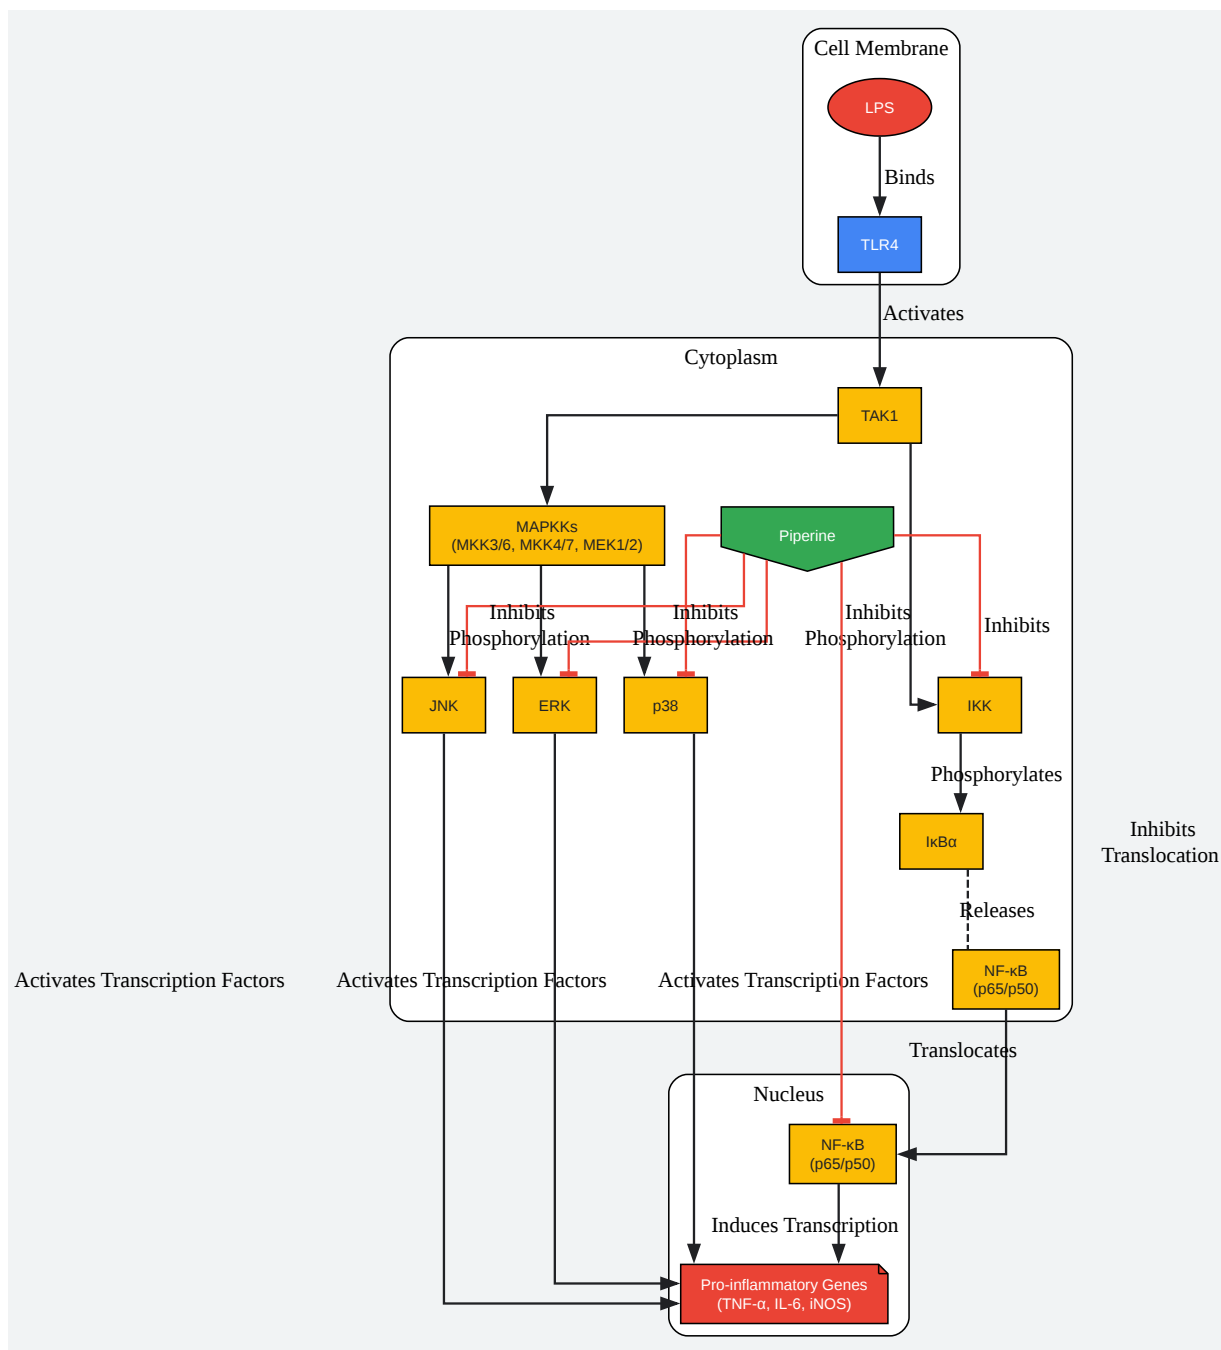 Cell Membrane
LPS
Binds
TLR4
Activates
Cytoplasm
TAK1
MAPKKs
(MKK3/6, MKK4/7, MEK1/2)
Piperine
Inhibits
Phosphorylation
Inhibits
Phosphorylation
Inhibits
Phosphorylation
Inhibits
JNK
ERK
p38
IKK
Phosphorylates
IκBα
Inhibits
Translocation
Releases
Activates Transcription Factors
Activates Transcription Factors
Activates Transcription Factors
NF-κB
(p65/p50)
Translocates
Nucleus
NF-κB
(p65/p50)
Induces Transcription
Pro-inflammatory Genes
(TNF-α, IL-6, iNOS)